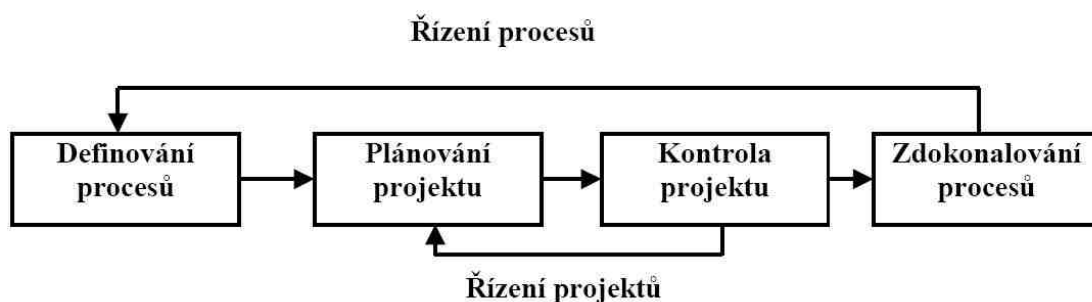 Řízení procesů
Definování
procesů
Plánování
projektu
Kontrola
projektu
Zdokonalování
procesů
Řízení projektů